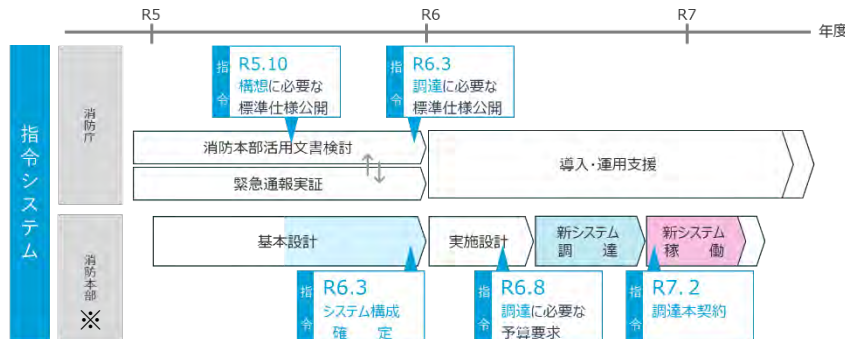 R5
R6
R7
年度
指令システム
消防庁
指令
R5.10
構想に必要な
標準仕様公開
指令
R6.3
調達に必要な
標準仕様公開
消防本部活用文書検討
緊急通報実証
導入・運用支援
消防本部
※
基本設計
実施設計
新システム
調 達
新システム
稼 働
指令
R6.3
システム構成
確 定
指令
R6.8
調達に必要な
予算要求
指令
R7.2
調達本契約